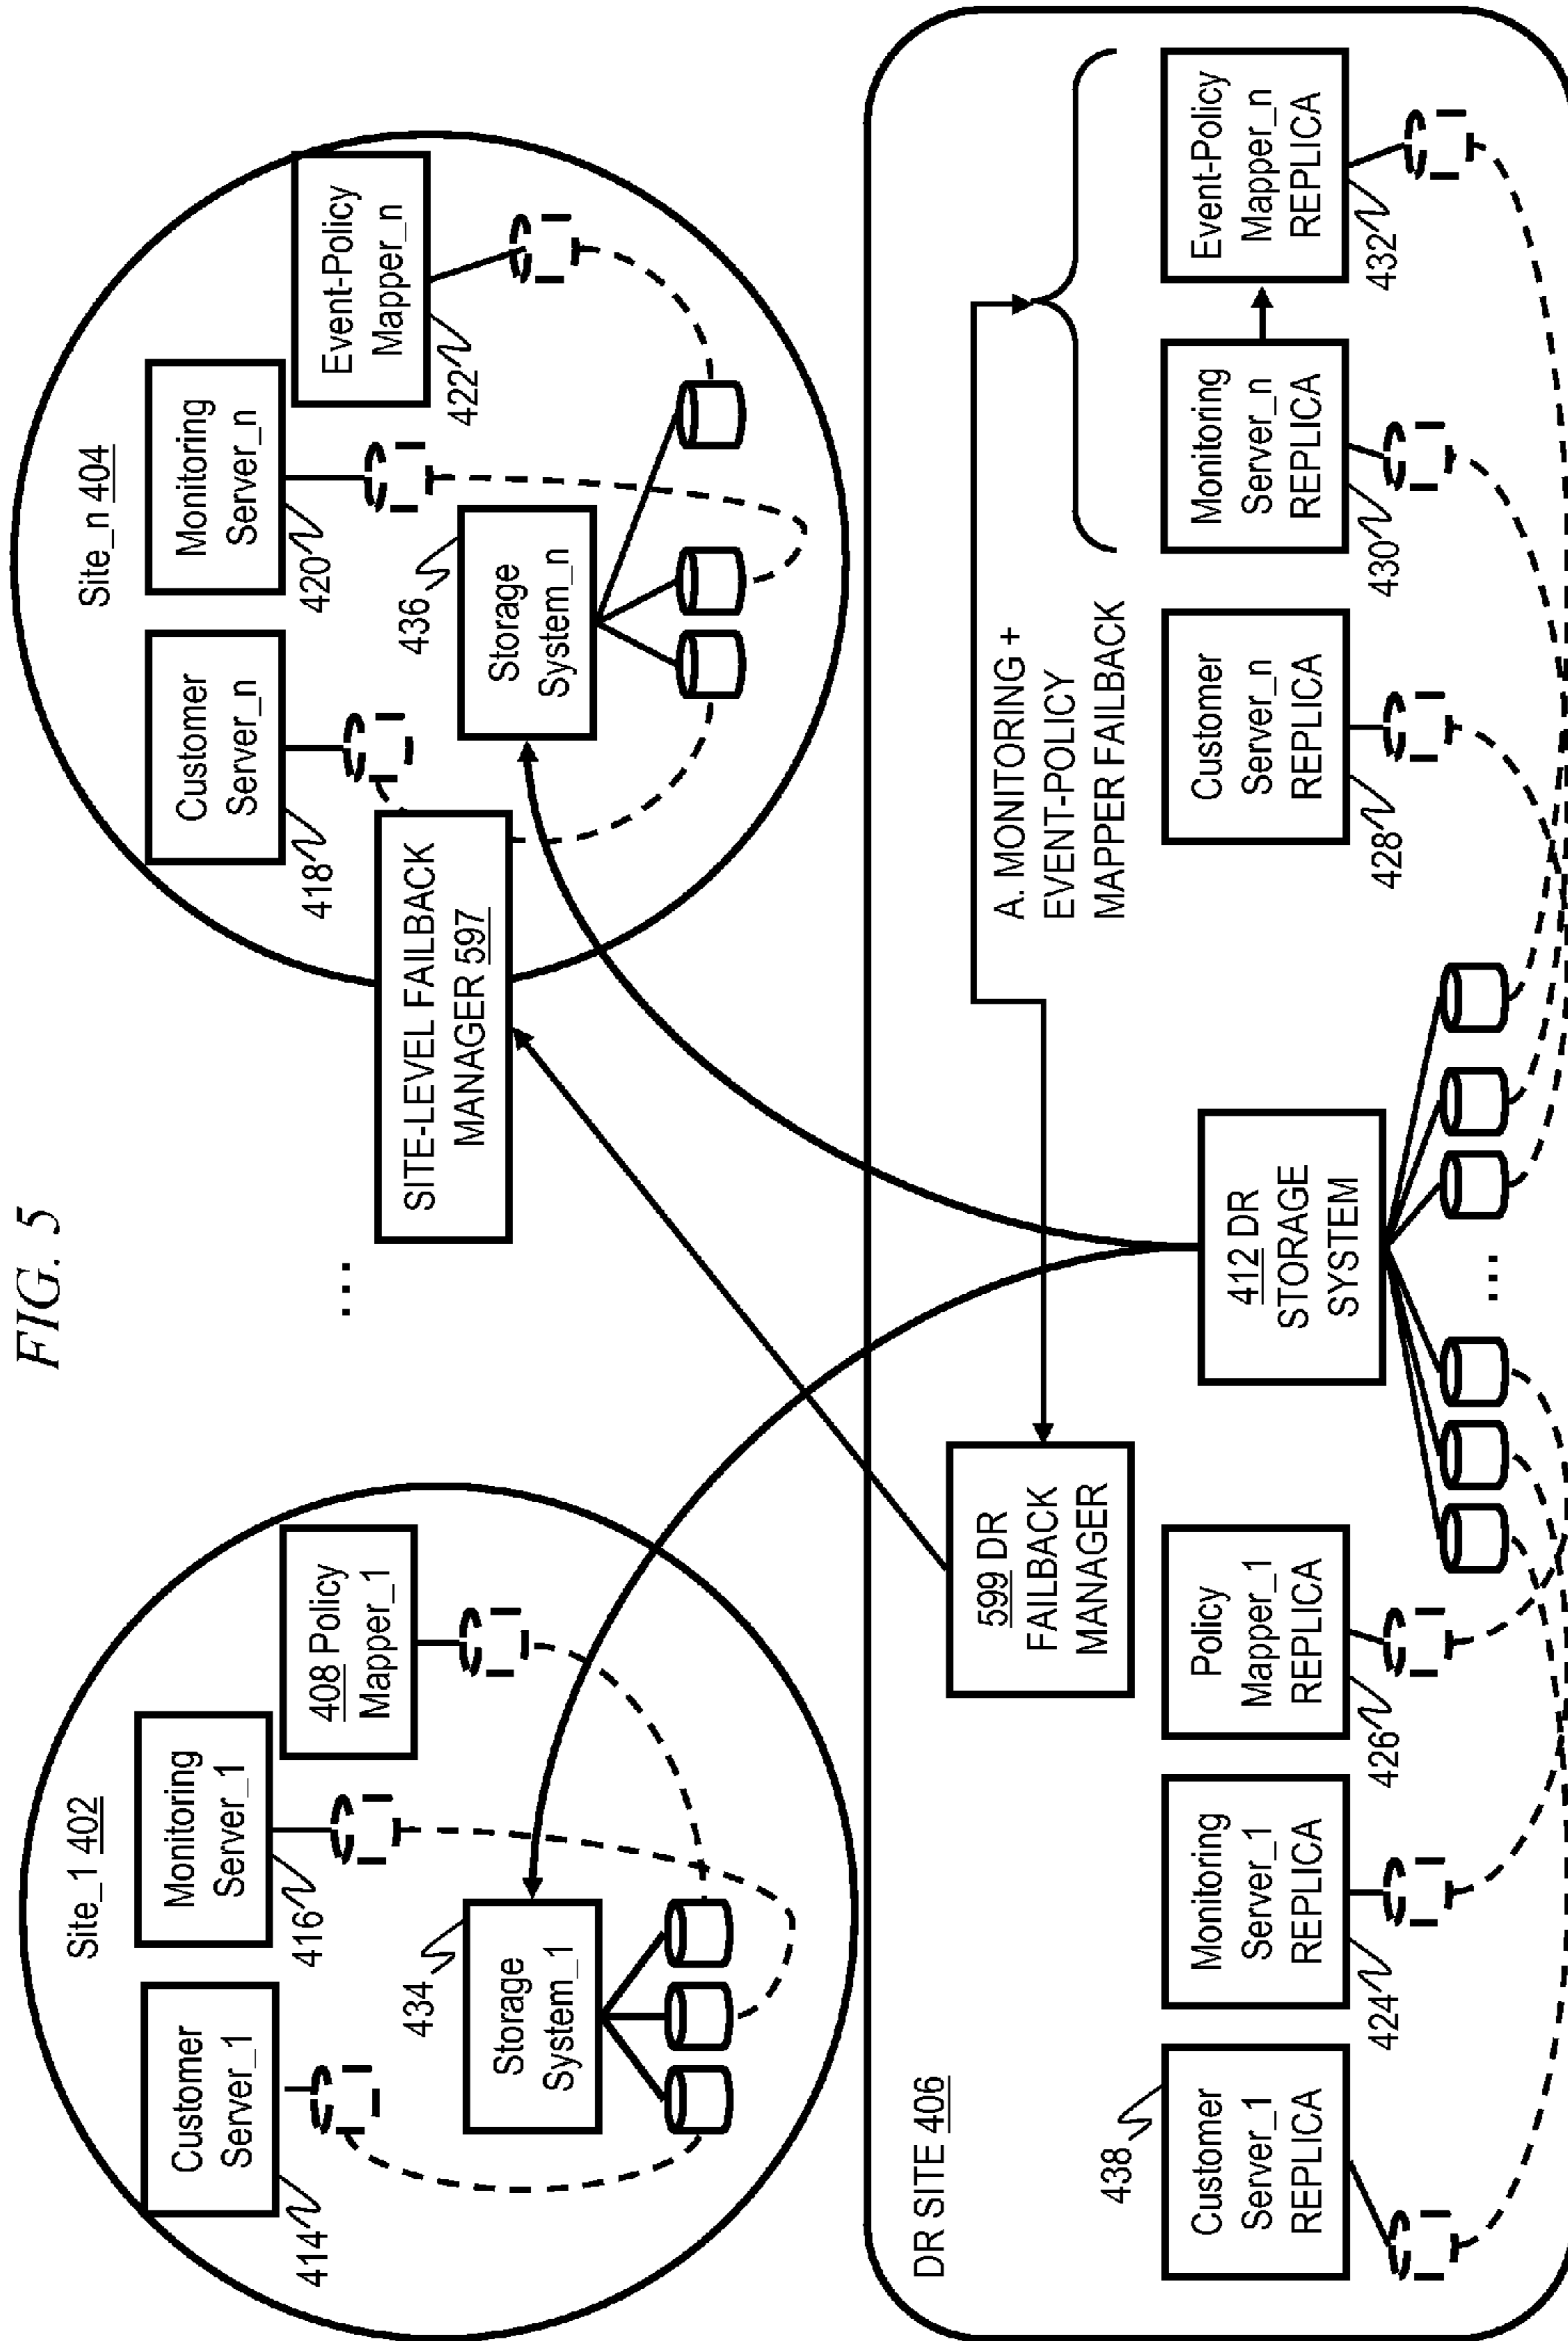 FIG. 5
Site_1 402
Customer
Server_1
414
Monitoring
Server_1
416
408 Policy
Mapper_1
434
Storage
System_1
...
Site_n 404
Customer
Server_n
418
Monitoring
Server_n
420
Event-Policy
Mapper_n
422
436
Storage
System_n
SITE-LEVEL FAILBACK
MANAGER 597
DR SITE 406
599 DR
FAILBACK
MANAGER
A. MONITORING +
EVENT-POLICY
MAPPER FAILBACK
438
Customer
Server_1
REPLICA
Monitoring
Server_1
REPLICA
424
Policy
Mapper_1
REPLICA
426
412 DR
STORAGE
SYSTEM
...
Customer
Server_n
REPLICA
428
Monitoring
Server_n
REPLICA
430
Event-Policy
Mapper_n
REPLICA
432